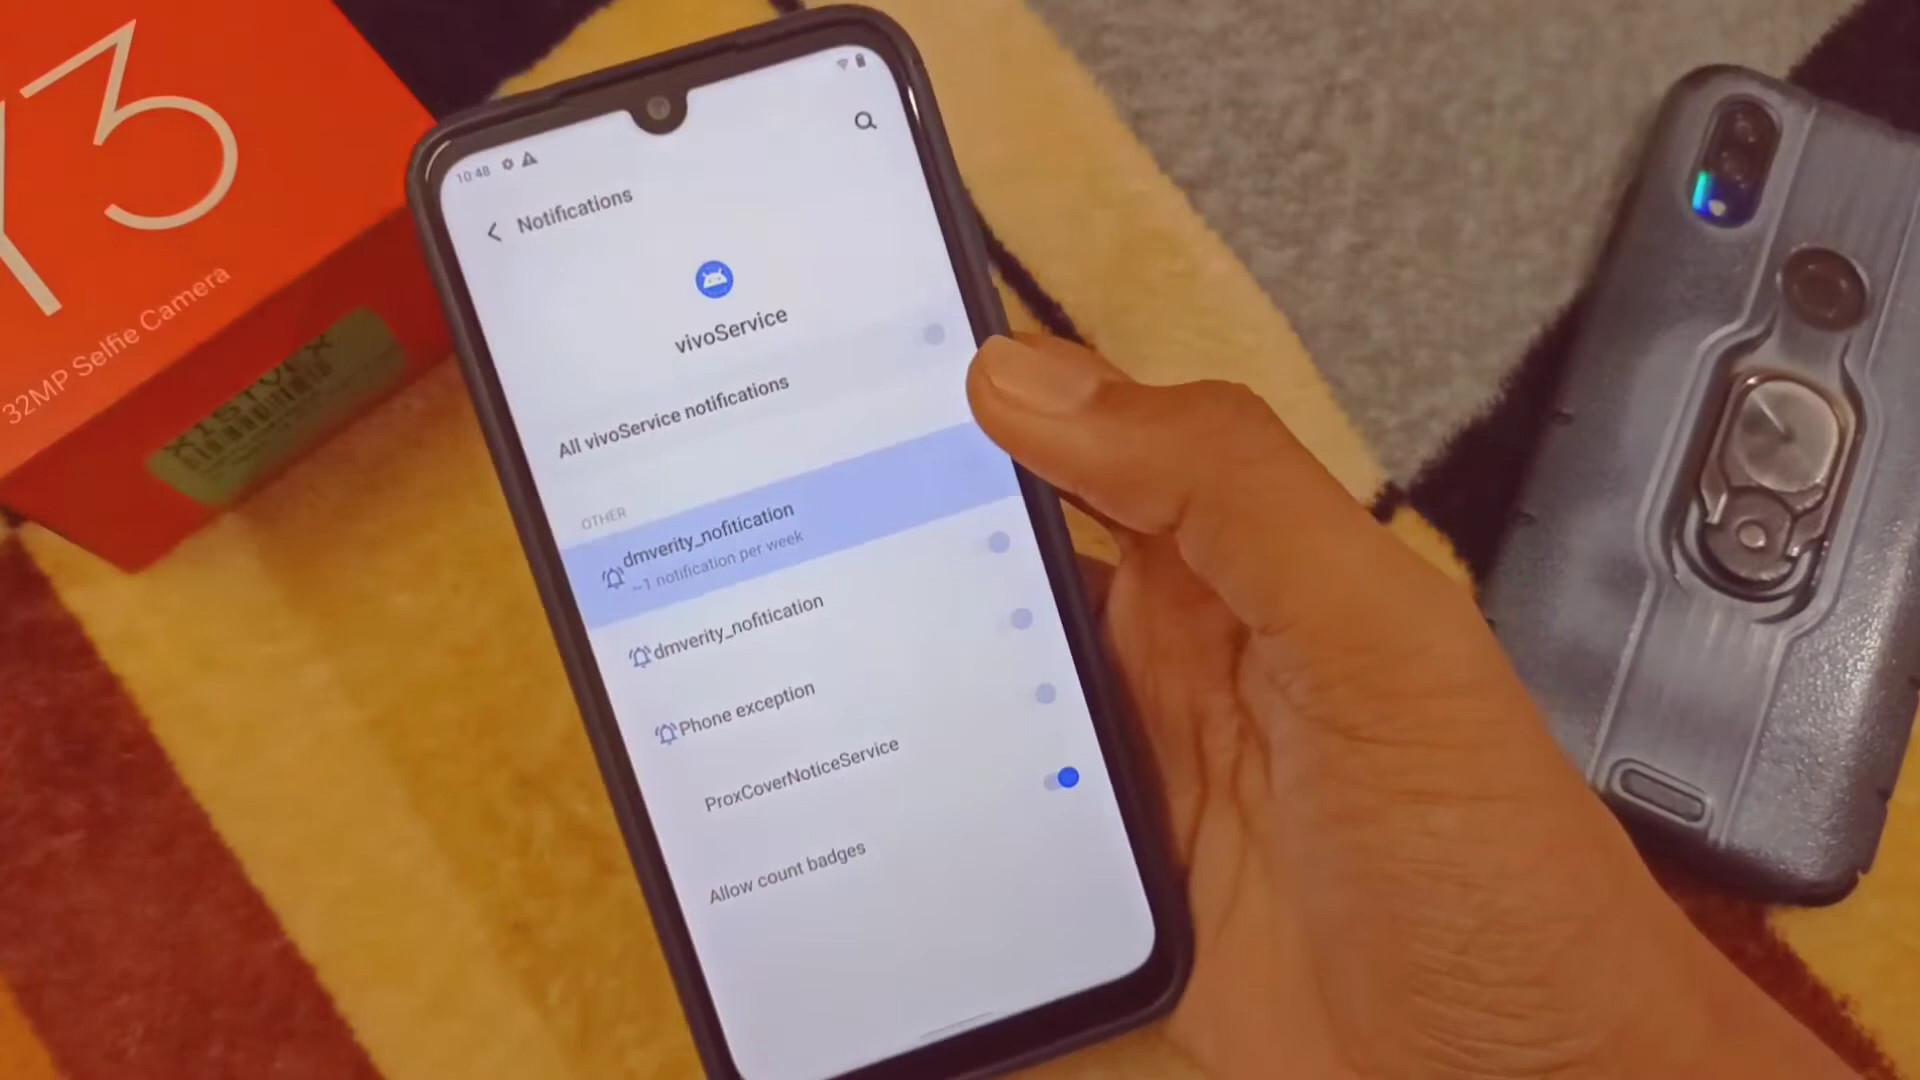 Y3
32MP Selfie Camera
10:48
Notifications
vivoService
All vivoService notifications
OTHER
dmverity_nofitication
~1 notification per week
dmverity_nofitication
Phone exception
ProxCoverNoticeService
Allow count badges